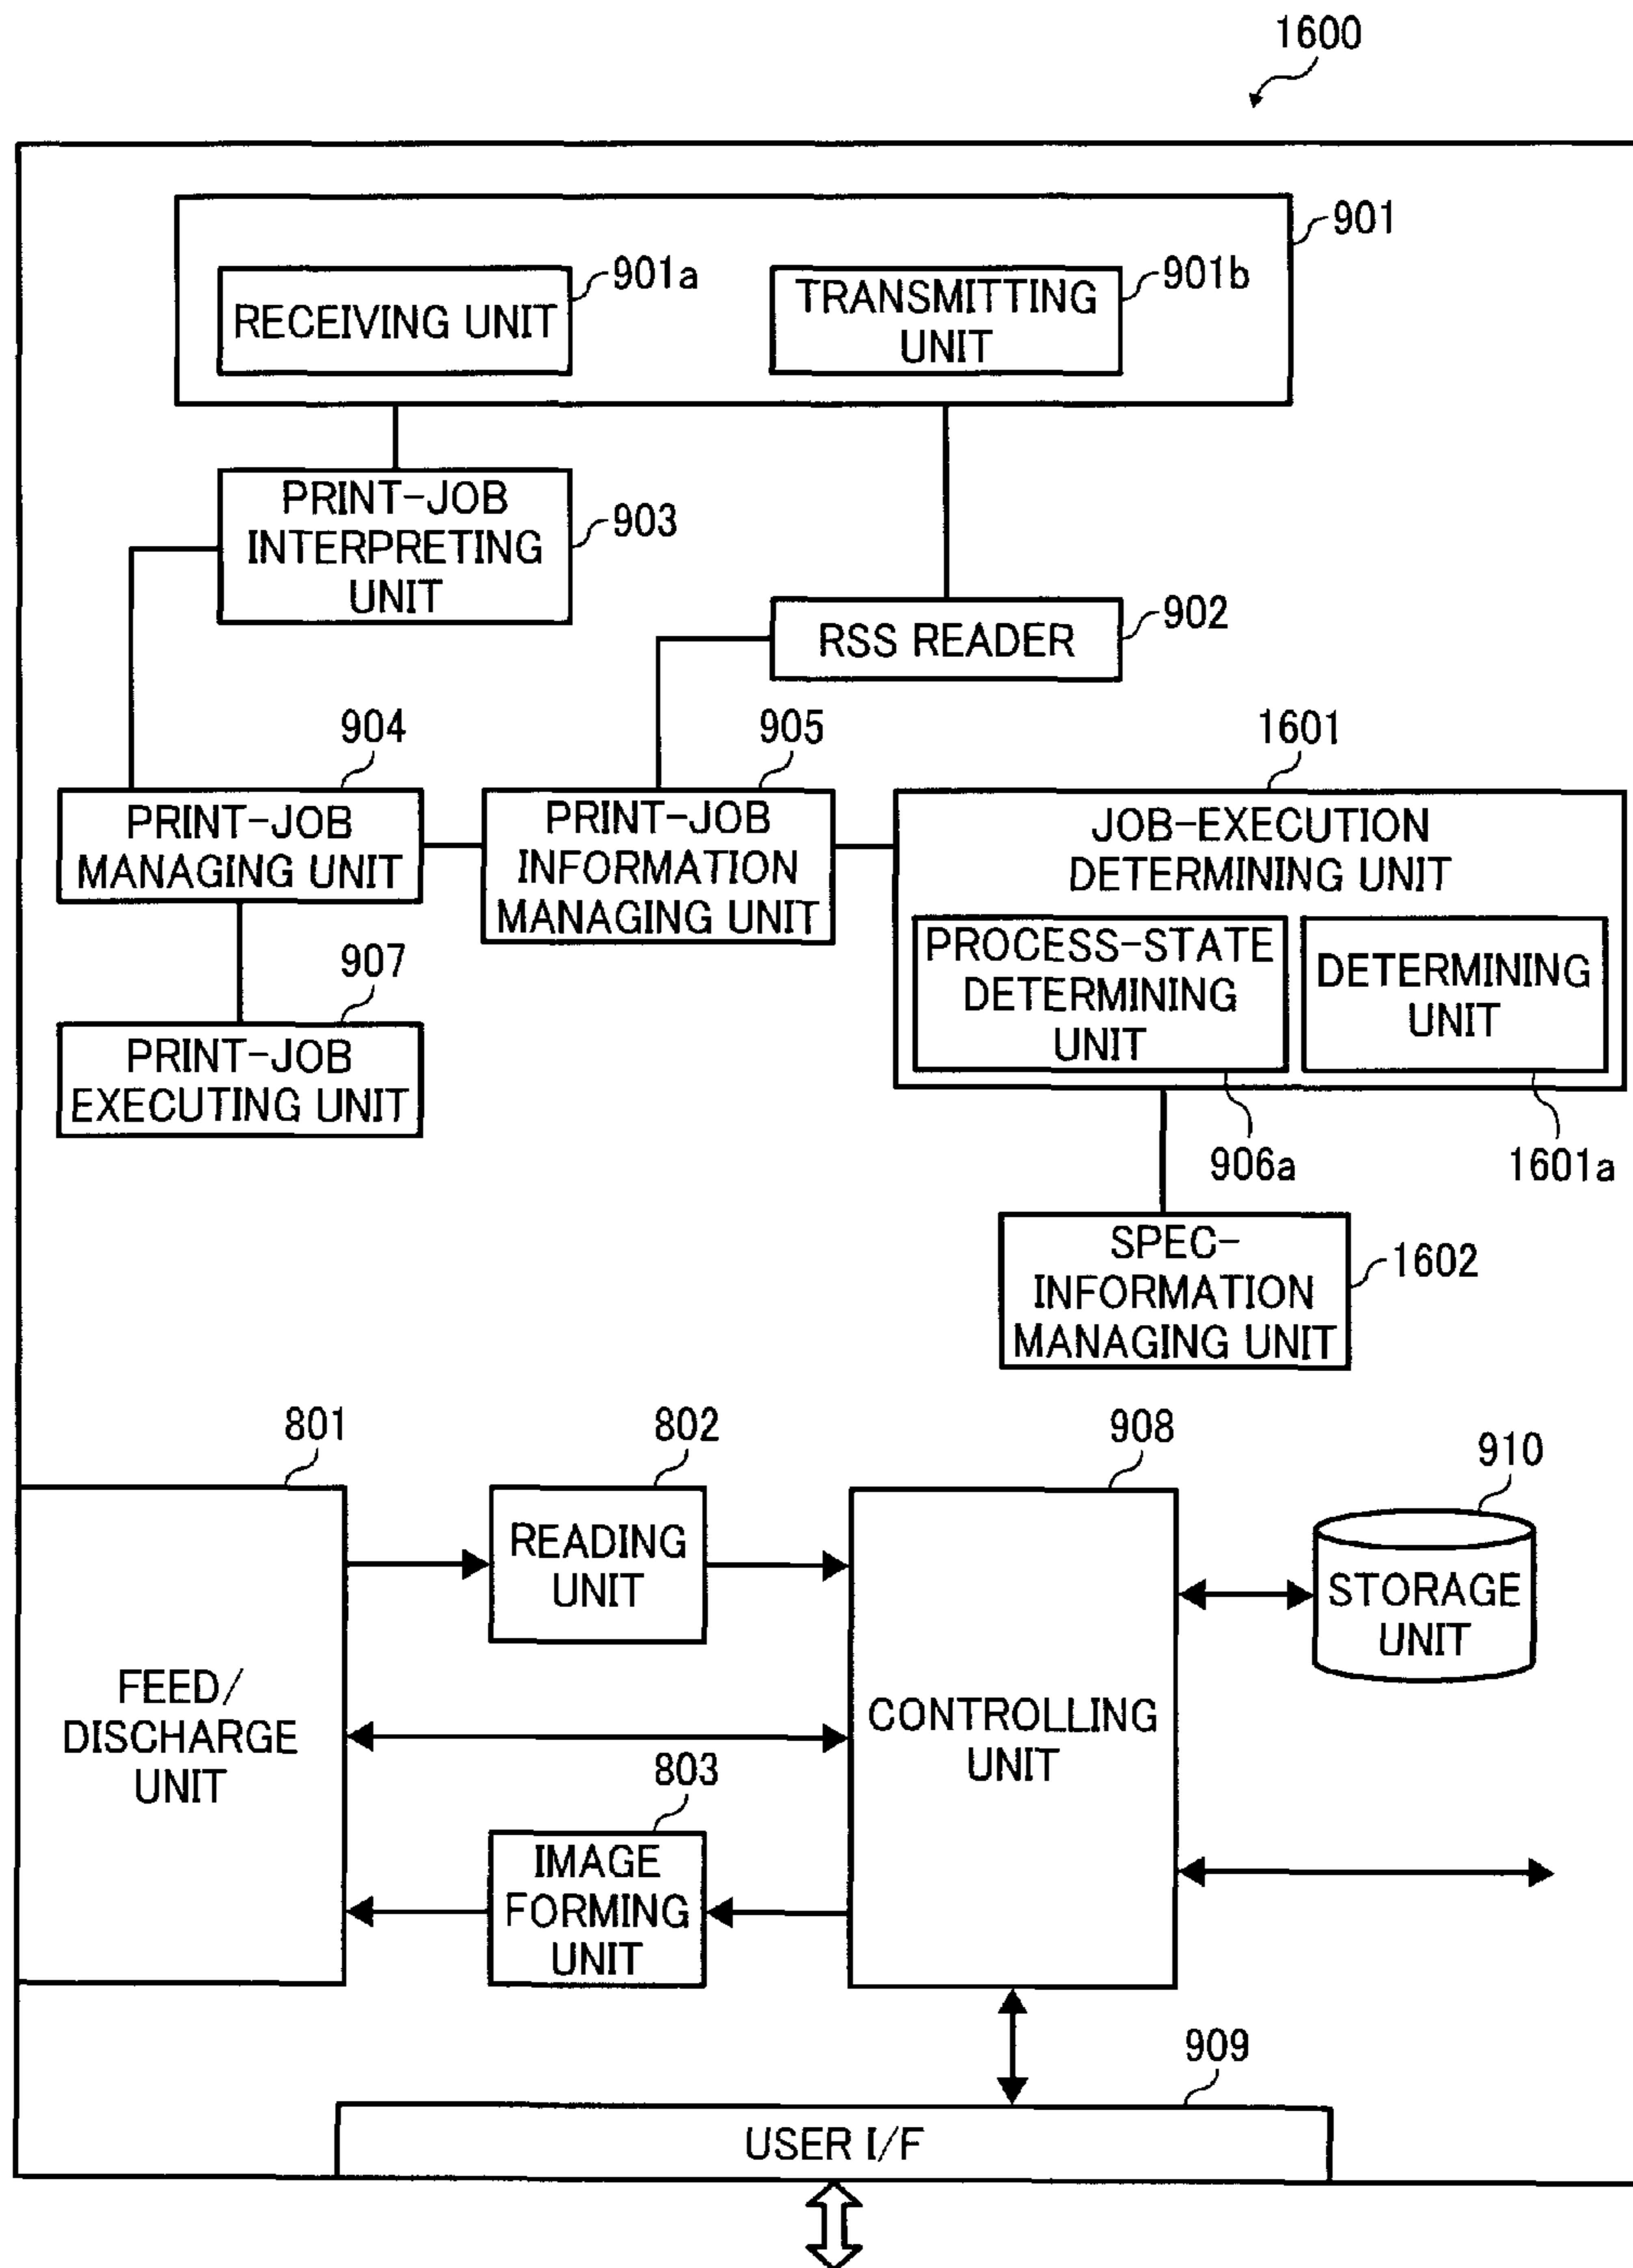 1600
901
901a
RECEIVING UNIT
901b
TRANSMITTING
UNIT
PRINT-JOB
INTERPRETING
UNIT
903
RSS READER
902
904
PRINT-JOB
MANAGING UNIT
905
PRINT-JOB
INFORMATION
MANAGING UNIT
1601
JOB-EXECUTION
DETERMINING UNIT
PROCESS-STATE
DETERMINING
UNIT
DETERMINING
UNIT
907
PRINT-JOB
EXECUTING UNIT
906a
1601a
SPEC-
INFORMATION
MANAGING UNIT
1602
801
FEED/
DISCHARGE
UNIT
802
READING
UNIT
908
CONTROLLING
UNIT
910
STORAGE
UNIT
803
IMAGE
FORMING
UNIT
909
USER I/F